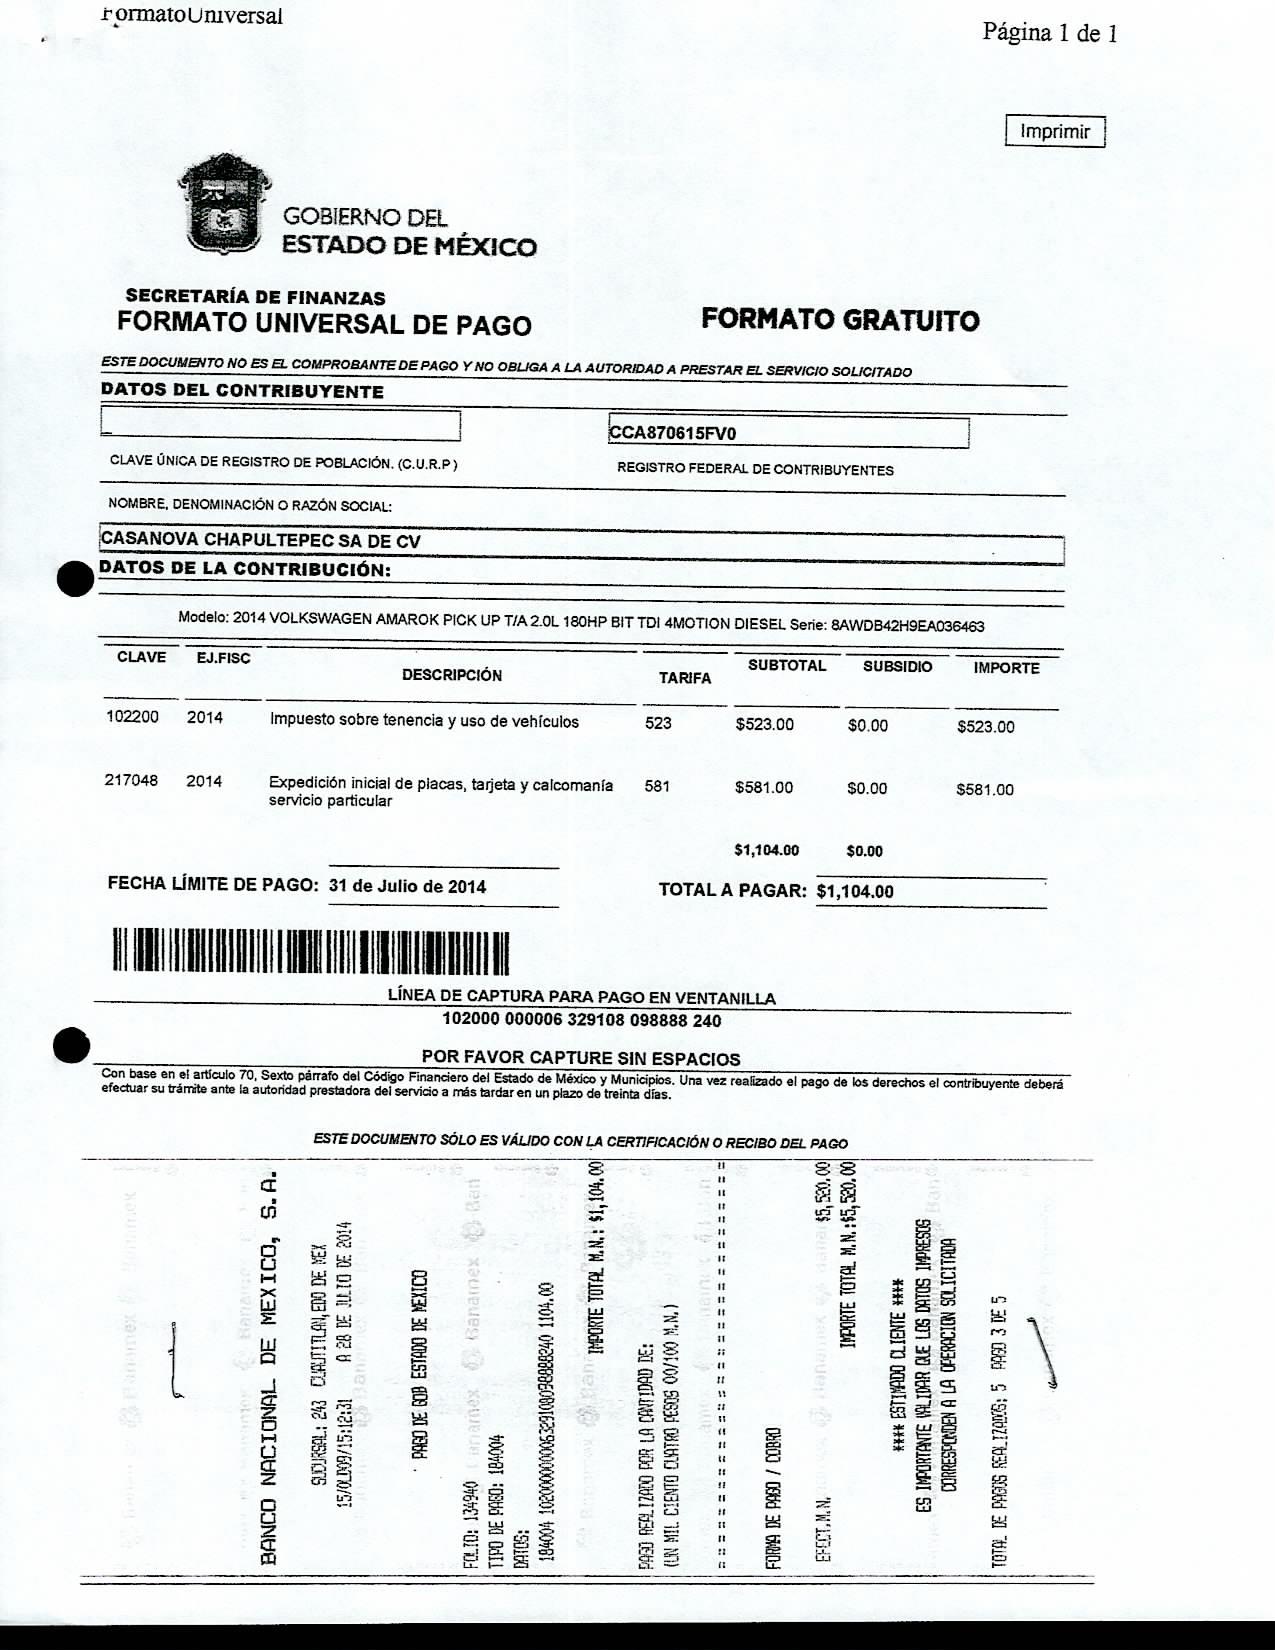 FormatoUniversal
Página 1 de 1
Imprimir
GOBIERNO DEL
ESTADO DE MÉXICO
SECRETARÍA DE FINANZAS
FORMATO UNIVERSAL DE PAGO
FORMATO GRATUITO
ESTE DOCUMENTO NO ES EL COMPROBANTE DE PAGO Y NO OBLIGA A LA AUTORIDAD A PRESTAR EL SERVICIO SOLICITADO
DATOS DEL CONTRIBUYENTE
CCA870615FV0
CLAVE ÚNICA DE REGISTRO DE POBLACIÓN. (C.U.R.P )
REGISTRO FEDERAL DE CONTRIBUYENTES
NOMBRE, DENOMINACIÓN O RAZÓN SOCIAL:
CASANOVA CHAPULTEPEC SA DE CV
DATOS DE LA CONTRIBUCIÓN:
Modelo: 2014 VOLKSWAGEN AMAROK PICK UP T/A 2.0L 180HP BIT TDI 4MOTION DIESEL Serie: 8AWDB42H9EA036463
CLAVE EJ.FISC DESCRIPCIÓN TARIFA SUBTOTAL SUBSIDIO IMPORTE
102200 2014 Impuesto sobre tenencia y uso de vehículos 523 $523.00 $0.00 $523.00
217048 2014 Expedición inicial de placas, tarjeta y calcomanía 581 $581.00 $0.00 $581.00
servicio particular
$1,104.00 $0.00
FECHA LÍMITE DE PAGO: 31 de Julio de 2014 TOTAL A PAGAR: $1,104.00
LÍNEA DE CAPTURA PARA PAGO EN VENTANILLA
102000 000006 329108 098888 240
POR FAVOR CAPTURE SIN ESPACIOS
Con base en el artículo 70, Sexto párrafo del Código Financiero del Estado de México y Municipios. Una vez realizado el pago de los derechos el contribuyente deberá
efectuar su trámite ante la autoridad prestadora del servicio a más tardar en un plazo de treinta días.
ESTE DOCUMENTO SÓLO ES VÁLIDO CON LA CERTIFICACIÓN O RECIBO DEL PAGO
BANCO NACIONAL DE MEXICO, S.A.
SUCURSAL: 243 CUAUTITLAN, EDO DE MEX
15/OLD09/15:12:31 A 28 DE JULIO DE 2014
PAGO DE GOB ESTADO DE MEXICO
FOLIO: 134940
TIPO DE PAGO: 184004
DATOS:
184004 102000000006329108098888240 1104.00
IMPORTE TOTAL M.N.: $1,104.00
PAGO REALIZADO POR LA CANTIDAD DE:
(UN MIL CIENTO CUATRO PESOS 00/100 M.N.)
FORMA DE PAGO / COBRO
EFECT.M.N. $5,520.00
IMPORTE TOTAL M.N.:$5,520.00
**** ESTIMADO CLIENTE ****
ES IMPORTANTE VALIDAR QUE LOS DATOS IMPRESOS
CORRESPONDEN A LA OPERACION SOLICITADA
TOTAL DE PAGOS REALIZADOS: 5 PAGO 3 DE 5